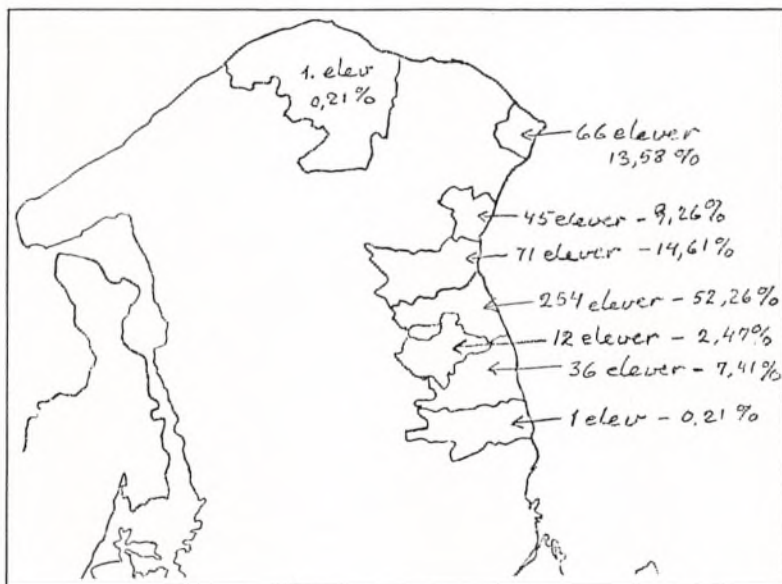 1. elev
0,21%
66 elever
13,58%
45 elever - 9,26%
71 elever - 14,61%
254 elever - 52,26%
12 elever - 2,47%
36 elever - 7,41%
1 elev - 0,21%